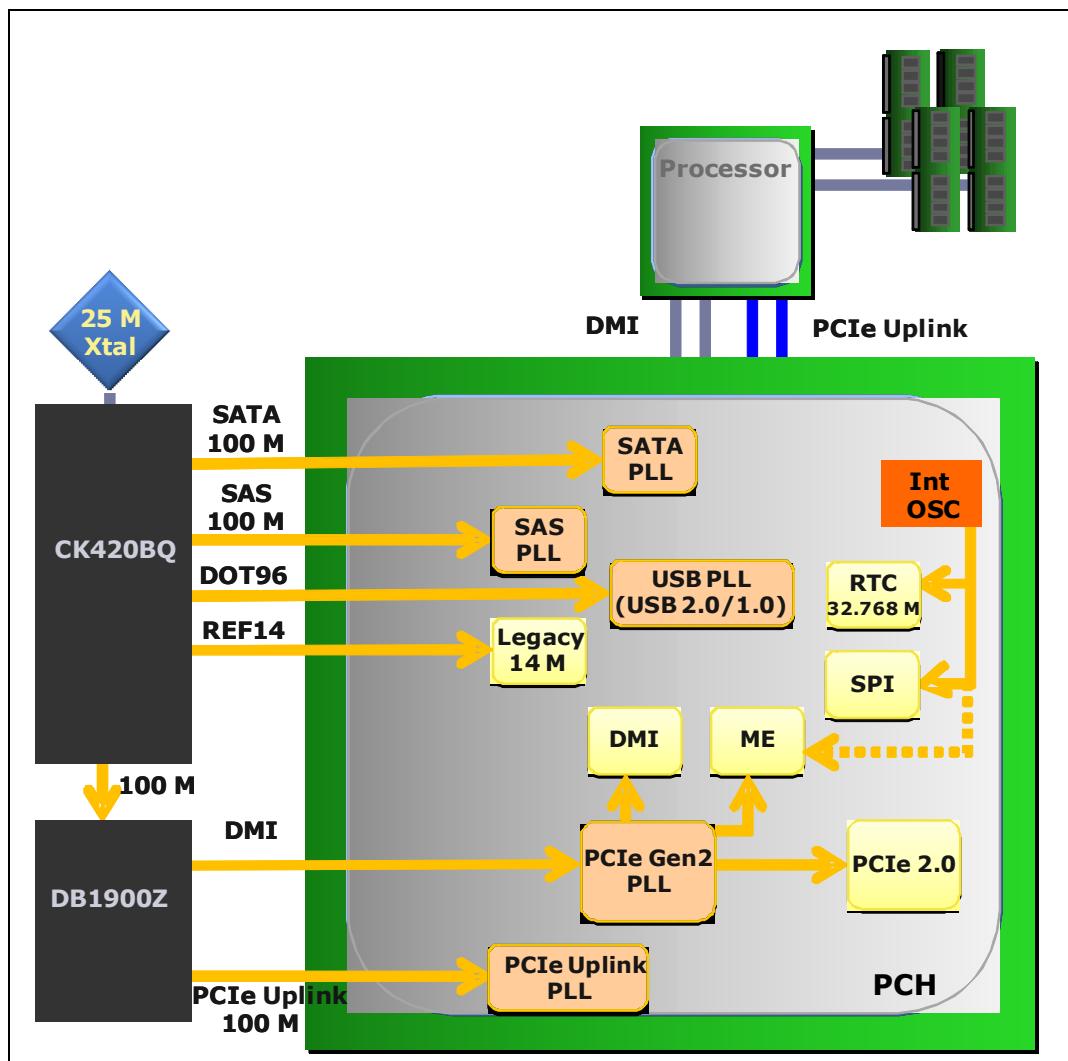 Processor
DMI
PCIe Uplink
25 M
Xtal
SATA
100 M
SATA
PLL
Int
OSC
SAS
100 M
SAS
PLL
CK420BQ
DOT96
USB PLL
(USB 2.0/1.0)
RTC
32.768 M
REF14
Legacy
14 M
SPI
DMI
ME
100 M
DMI
PCIe Gen2
PLL
PCIe 2.0
DB1900Z
PCIe Uplink
PLL
PCIe Uplink
100 M
PCH